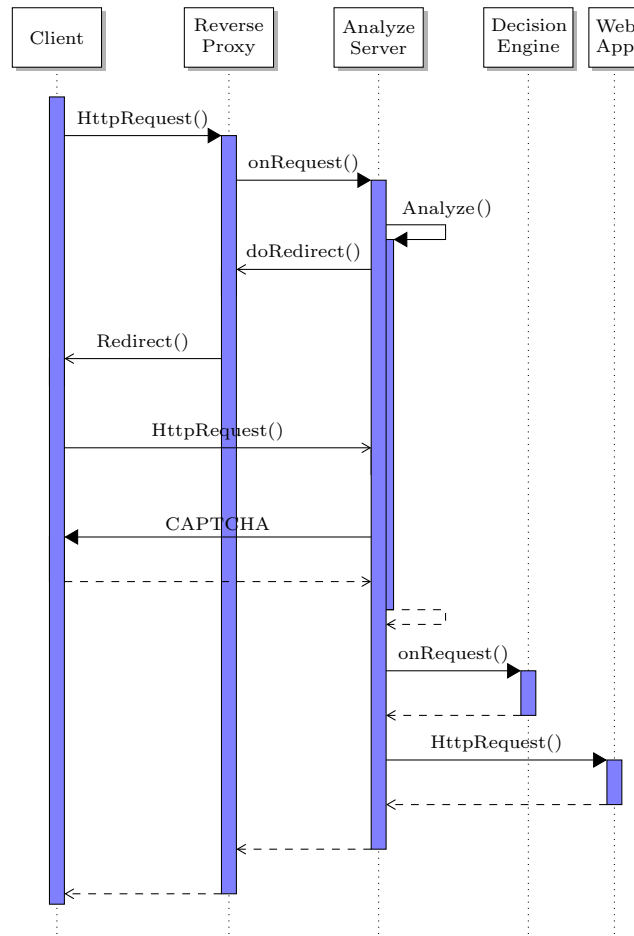 Client
Reverse
Proxy
Analyze
Server
Decision
Engine
Web
App
HttpRequest()
onRequest()
Analyze()
doRedirect()
Redirect()
HttpRequest()
CAPTCHA
onRequest()
HttpRequest()